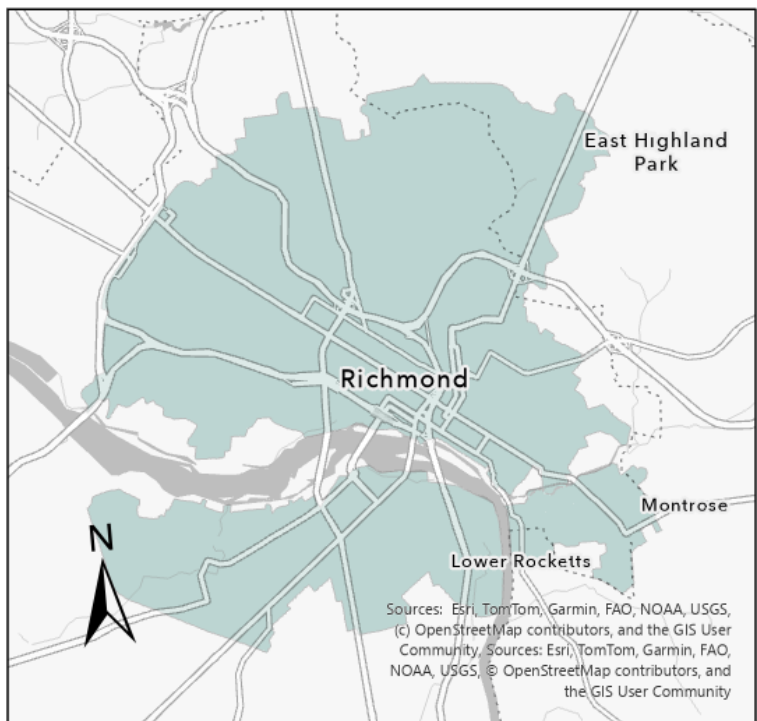 East Highland
Park
Richmond
Montrose
N
Lower Rocketts
Sources: Esri, TomTom, Garmin, FAO, NOAA, USGS,
(c) OpenStreetMap contributors, and the GIS User
Community, Sources: Esri, TomTom, Garmin, FAO,
NOAA, USGS, © OpenStreetMap contributors, and
the GIS User Community